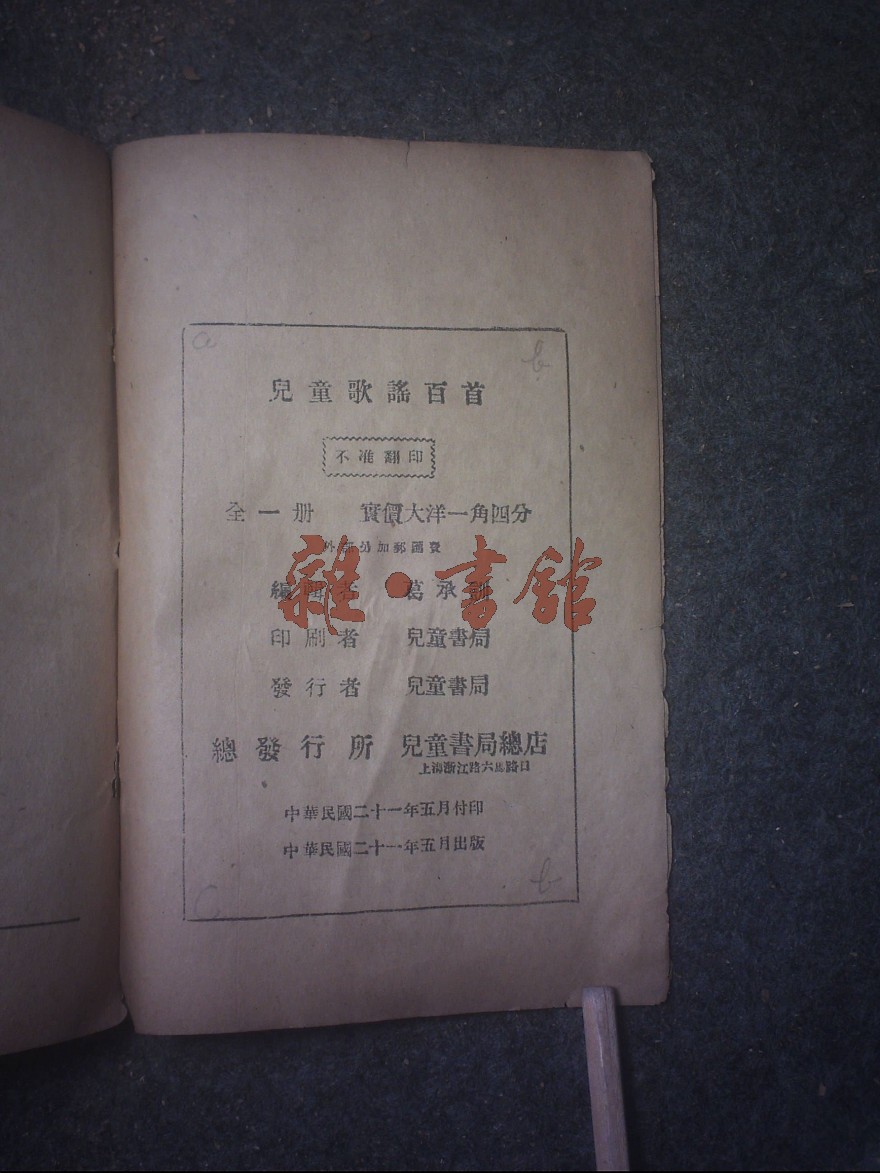 兒童歌謠百首
不准翻印
全一册 實價大洋一角四分
外埠另加郵匯費
編輯者 葛承訓
印刷者 兒童書局
發行者 兒童書局
總發行所 兒童書局總店
上海浙江路六馬路口
中華民國二十一年五月付印
中華民國二十一年五月出版
雜·書館
a
b
C
b